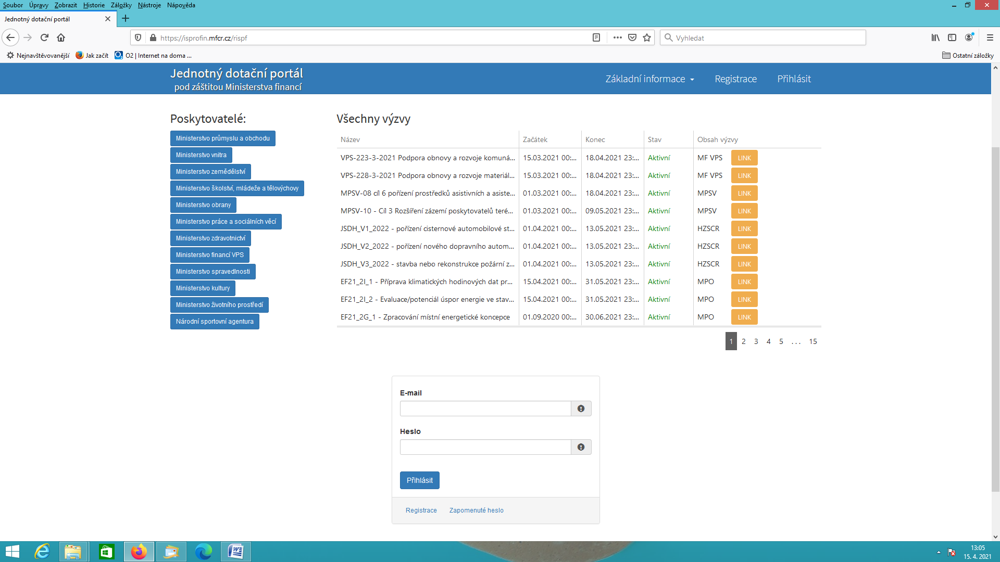 Soubor Úpravy Zobrazit Historie Záložky Nástroje Nápověda
Jednotný dotační portál
https://isprofin.mfcr.cz/rispf
Vyhledat
Nejnavštěvovanější Jak začít O2 | Internet na doma ... Ostatní záložky
Jednotný dotační portál
pod záštitou Ministerstva financí
Základní informace Registrace Přihlásit
Poskytovatelé:
Ministerstvo průmyslu a obchodu
Ministerstvo vnitra
Ministerstvo zemědělství
Ministerstvo školství, mládeže a tělovýchovy
Ministerstvo obrany
Ministerstvo práce a sociálních věcí
Ministerstvo zdravotnictví
Ministerstvo financí VPS
Ministerstvo spravedlnosti
Ministerstvo kultury
Ministerstvo životního prostředí
Národní sportovní agentura
Všechny výzvy
Název Začátek Konec Stav Obsah výzvy
VPS-223-3-2021 Podpora obnovy a rozvoje komuná... 15.03.2021 00:... 18.04.2021 23:... Aktivní MF VPS LINK
VPS-228-3-2021 Podpora obnovy a rozvoje materiál... 15.03.2021 00:... 18.04.2021 23:... Aktivní MF VPS LINK
MPSV-08 cíl 6 pořízení prostředků asistivních a asiste... 01.03.2021 00:... 18.04.2021 23:... Aktivní MPSV LINK
MPSV-10 - Cíl 3 Rozšíření zázemí poskytovatelů teré... 01.03.2021 00:... 09.05.2021 23:... Aktivní MPSV LINK
JSDH_V1_2022 - pořízení cisternové automobilové st... 01.04.2021 00:... 13.05.2021 23:... Aktivní HZSCR LINK
JSDH_V2_2022 - pořízení nového dopravního autom... 01.04.2021 00:... 13.05.2021 23:... Aktivní HZSCR LINK
JSDH_V3_2022 - stavba nebo rekonstrukce požární z... 01.04.2021 00:... 13.05.2021 23:... Aktivní HZSCR LINK
EF21_2I_1 - Příprava klimatických hodinových dat pr... 15.04.2021 00:... 31.05.2021 23:... Aktivní MPO LINK
EF21_2I_2 - Evaluace/potenciál úspor energie ve stav... 15.04.2021 00:... 31.05.2021 23:... Aktivní MPO LINK
EF21_2G_1 - Zpracování místní energetické koncepce 01.09.2020 00:... 30.06.2021 23:... Aktivní MPO LINK
1 2 3 4 5 ... 15
E-mail
Heslo
Přihlásit
Registrace Zapomenuté heslo
13:05
15. 4. 2021